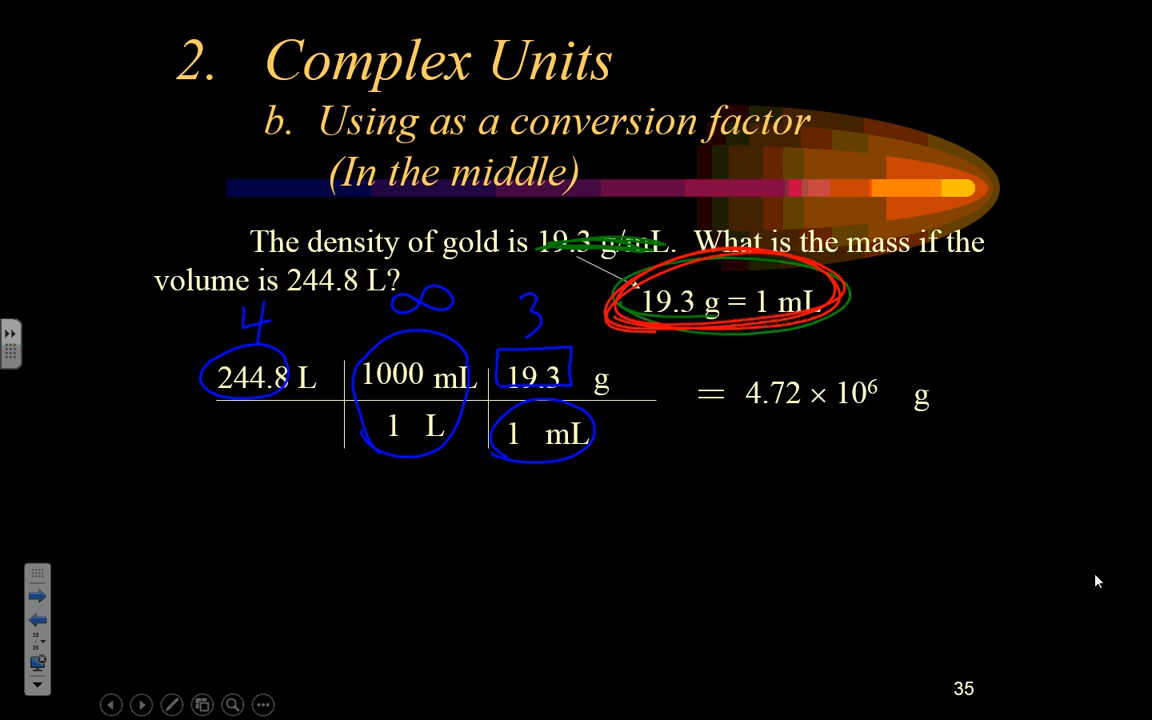 2. Complex Units
b. Using as a conversion factor
(In the middle)
The density of gold is 19.3 g/mL. What is the mass if the
volume is 244.8 L?
19.3 g = 1 mL
4 ∞ 3
244.8 L 1000 mL 19.3 g
= 4.72 × 10⁶ g
1 L 1 mL
35